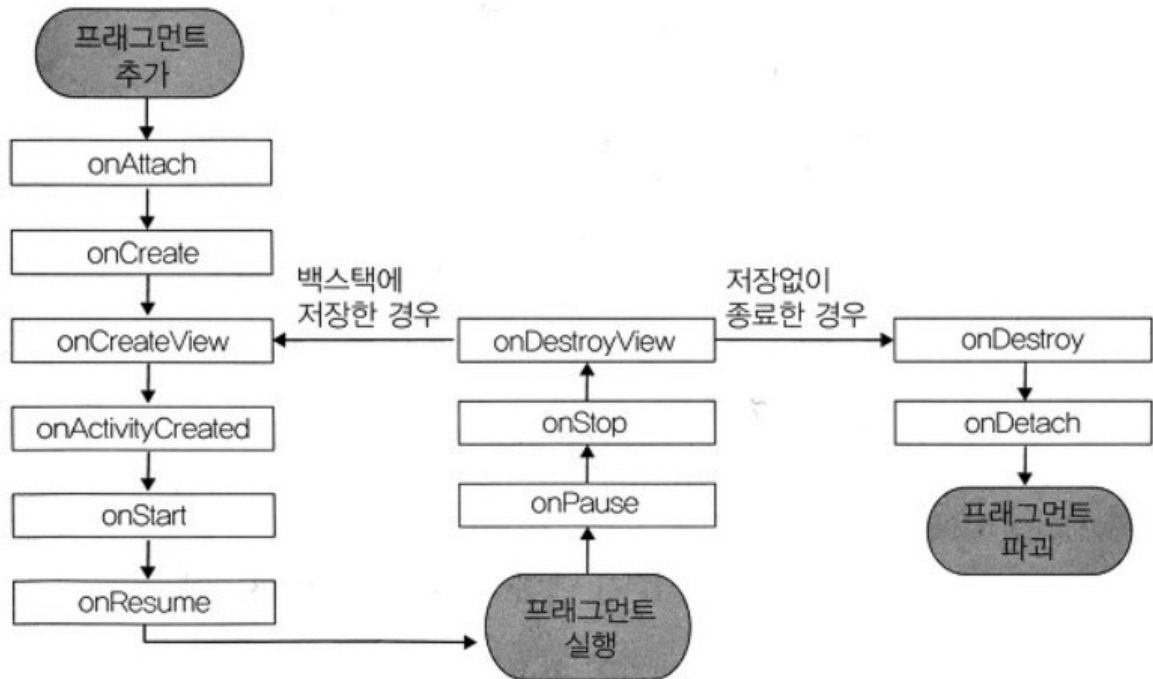 프래그먼트
추가
onAttach
onCreate
onCreateView
onActivityCreated
onStart
onResume
백스택에
저장한 경우
onDestroyView
onStop
onPause
프래그먼트
실행
저장없이
종료한 경우
onDestroy
onDetach
프래그먼트
파괴